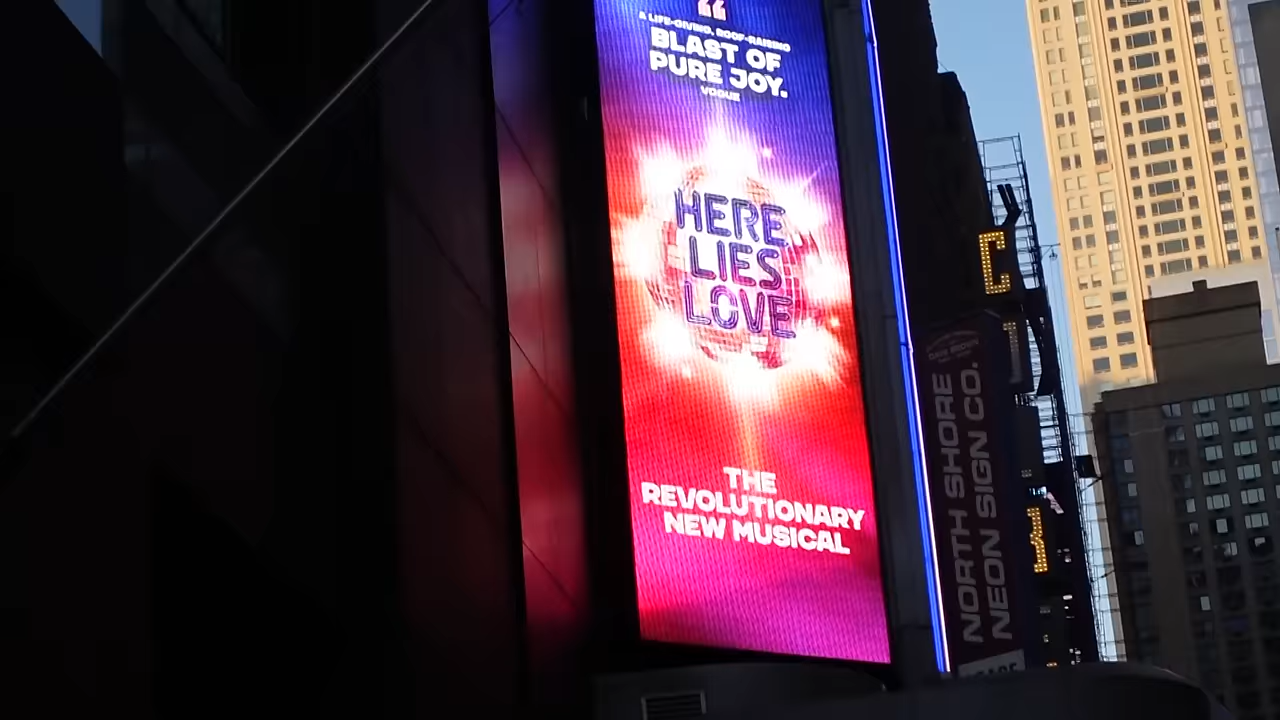 “
A LIFE-GIVING, ROOF-RAISING
BLAST OF
PURE JOY.
VOGUE
HERE
LIES
LOVE
THE
REVOLUTIONARY
NEW MUSICAL
C
NORTH SHORE
NEON SIGN CO.